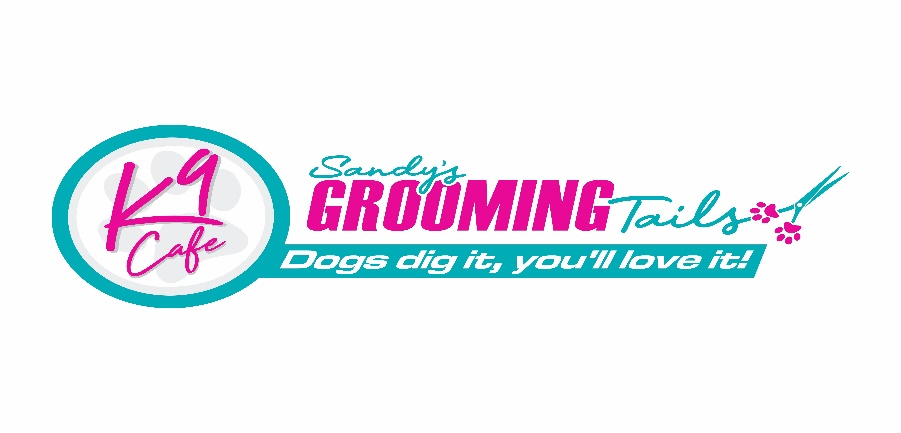 K9
Cafe
Sandy's
GROOMING Tails
Dogs dig it, you'll love it!